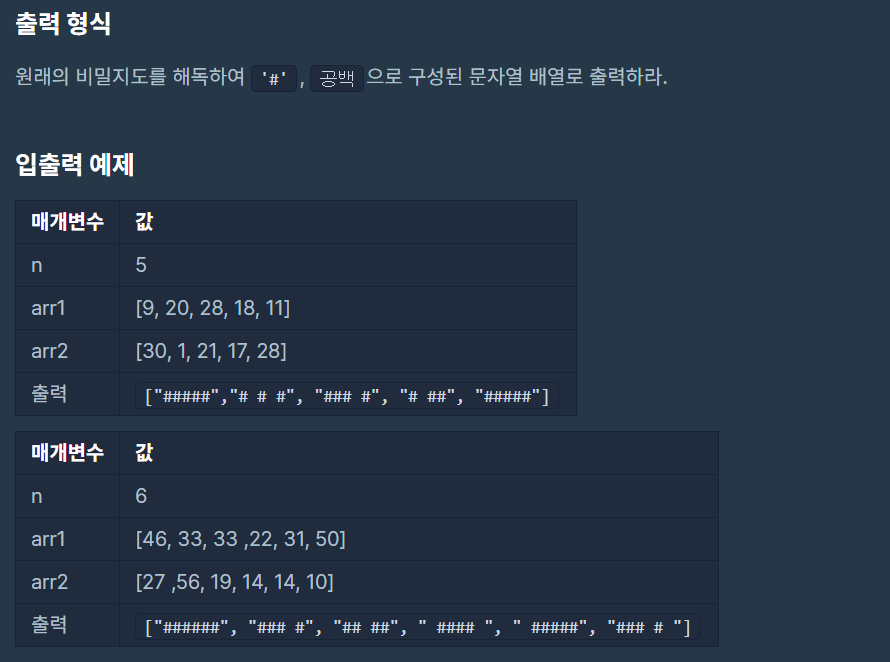 출력 형식
원래의 비밀지도를 해독하여 '#', 공백 으로 구성된 문자열 배열로 출력하라.
입출력 예제
매개변수 값
n 5
arr1 [9, 20, 28, 18, 11]
arr2 [30, 1, 21, 17, 28]
출력 ["#####","# # #", "### #", "# ##", "#####"]
매개변수 값
n 6
arr1 [46, 33, 33 ,22, 31, 50]
arr2 [27 ,56, 19, 14, 14, 10]
출력 ["######", "### #", "## ##", " #### ", " #####", "### # "]